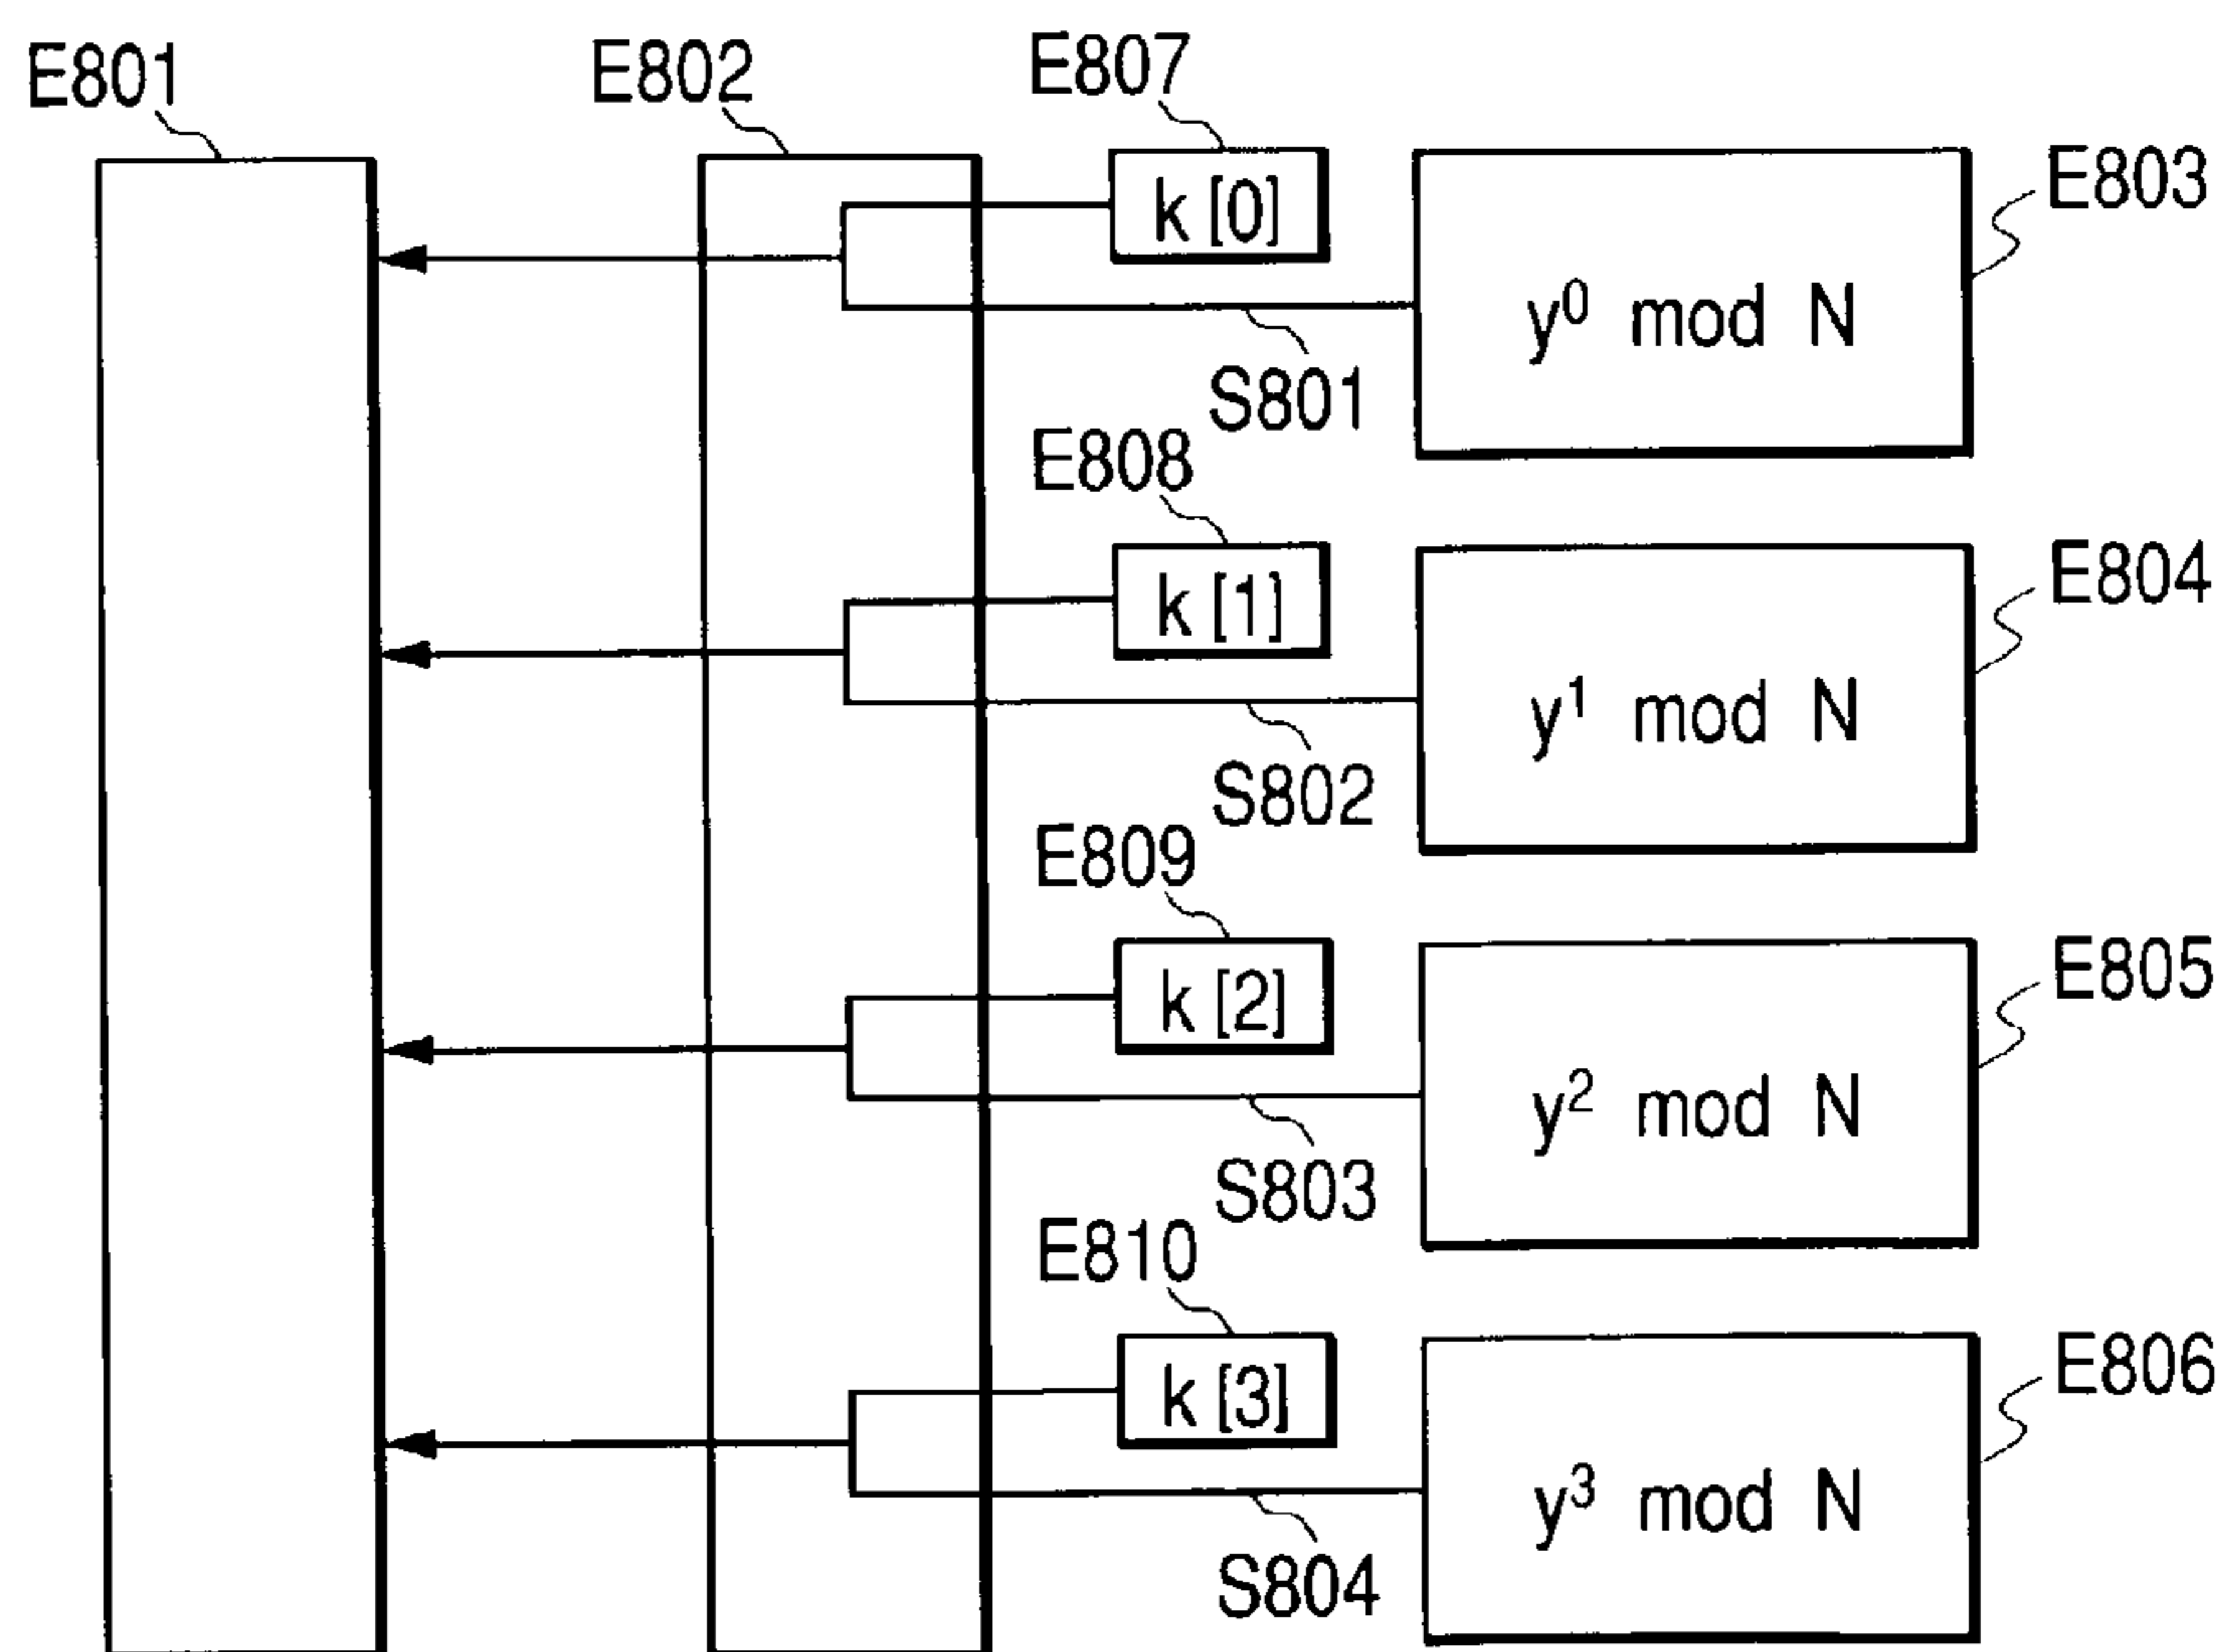 E801
E802
E807
k [0]
E803
y⁰ mod N
S801
E808
k [1]
E804
y¹ mod N
S802
E809
k [2]
E805
y² mod N
S803
E810
k [3]
E806
y³ mod N
S804